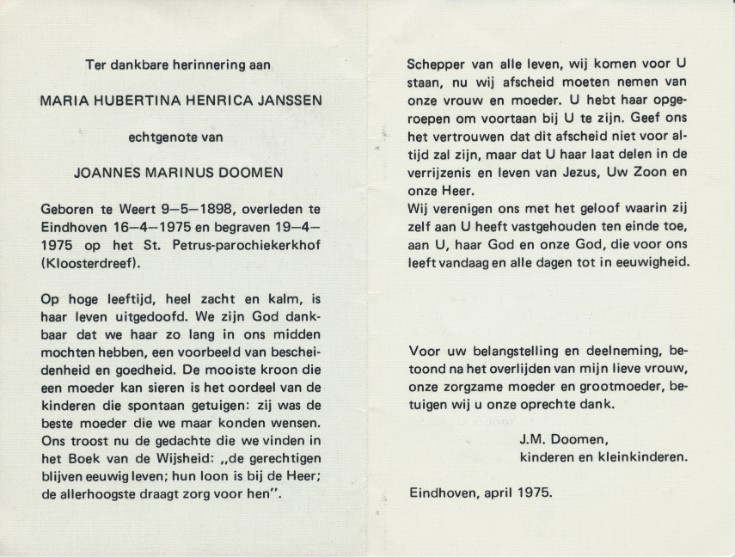 Ter dankbare herinnering aan
MARIA HUBERTINA HENRICA JANSSEN
echtgenote van
JOANNES MARINUS DOOMEN
Geboren te Weert 9–5–1898, overleden te
Eindhoven 16–4–1975 en begraven 19–4–
1975 op het St. Petrus-parochiekerkhof
(Kloosterdreef).
Op hoge leeftijd, heel zacht en kalm, is
haar leven uitgedoofd. We zijn God dank-
baar dat we haar zo lang in ons midden
mochten hebben, een voorbeeld van beschei-
denheid en goedheid. De mooiste kroon die
een moeder kan sieren is het oordeel van de
kinderen die spontaan getuigen: zij was de
beste moeder die we maar konden wensen.
Ons troost nu de gedachte die we vinden in
het Boek van de Wijsheid: „de gerechtigen
blijven eeuwig leven; hun loon is bij de Heer;
de allerhoogste draagt zorg voor hen".
Schepper van alle leven, wij komen voor U
staan, nu wij afscheid moeten nemen van
onze vrouw en moeder. U hebt haar opge-
roepen om voortaan bij U te zijn. Geef ons
het vertrouwen dat dit afscheid niet voor al-
tijd zal zijn, maar dat U haar laat delen in de
verrijzenis en leven van Jezus, Uw Zoon en
onze Heer.
Wij verenigen ons met het geloof waarin zij
zelf aan U heeft vastgehouden ten einde toe,
aan U, haar God en onze God, die voor ons
leeft vandaag en alle dagen tot in eeuwigheid.
Voor uw belangstelling en deelneming, be-
toond na het overlijden van mijn lieve vrouw,
onze zorgzame moeder en grootmoeder, be-
tuigen wij u onze oprechte dank.
J.M. Doomen,
kinderen en kleinkinderen.
Eindhoven, april 1975.